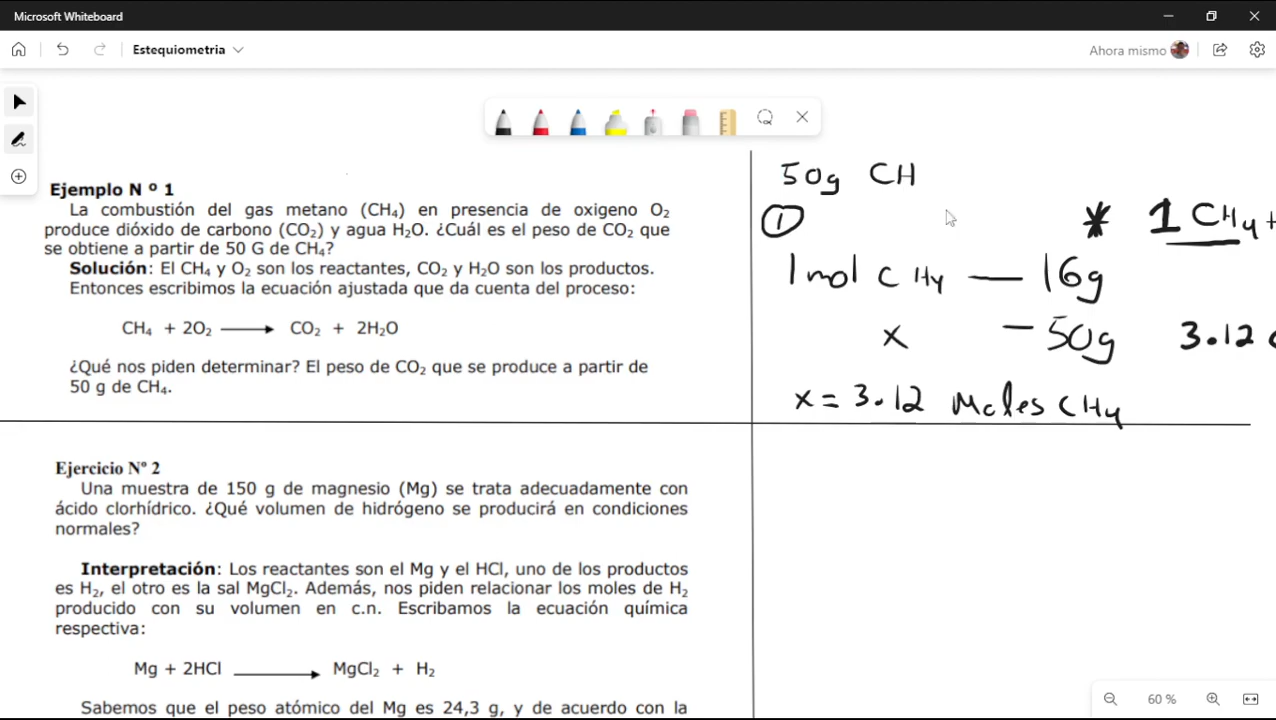 Microsoft Whiteboard
Estequiometria
Ahora mismo
Ejemplo N º 1
La combustión del gas metano (CH₄) en presencia de oxigeno O₂
produce dióxido de carbono (CO₂) y agua H₂O. ¿Cuál es el peso de CO₂ que
se obtiene a partir de 50 G de CH₄?
Solución: El CH₄ y O₂ son los reactantes, CO₂ y H₂O son los productos.
Entonces escribimos la ecuación ajustada que da cuenta del proceso:
CH₄ + 2O₂ ⟶ CO₂ + 2H₂O
¿Qué nos piden determinar? El peso de CO₂ que se produce a partir de
50 g de CH₄.
50g CH
①
* 1 CH₄ +
1mol CH₄ — 16g
x — 50g
3.12
x = 3.12 Moles CH₄
Ejercicio Nº 2
Una muestra de 150 g de magnesio (Mg) se trata adecuadamente con
ácido clorhídrico. ¿Qué volumen de hidrógeno se producirá en condiciones
normales?
Interpretación: Los reactantes son el Mg y el HCl, uno de los productos
es H₂, el otro es la sal MgCl₂. Además, nos piden relacionar los moles de H₂
producido con su volumen en c.n. Escribamos la ecuación química
respectiva:
Mg + 2HCl ⟶ MgCl₂ + H₂
Sabemos que el peso atómico del Mg es 24,3 g, y de acuerdo con la
60 %